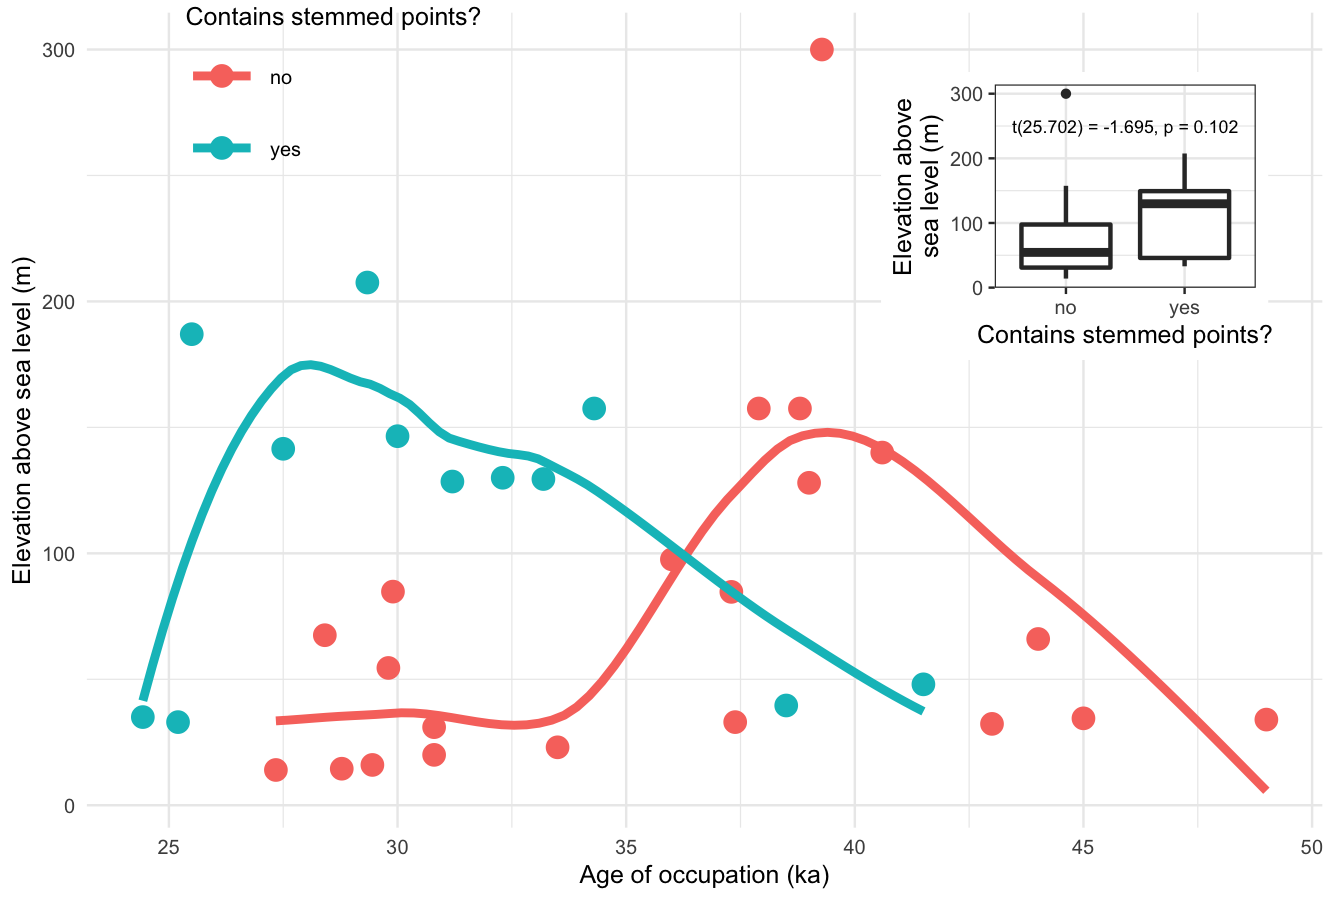 Contains stemmed points?
no
yes
300
200
100
0
Elevation above sea level (m)
25
30
35
40
45
50
Age of occupation (ka)
Elevation above
sea level (m)
300
200
100
0
t(25.702) = -1.695, p = 0.102
no
yes
Contains stemmed points?